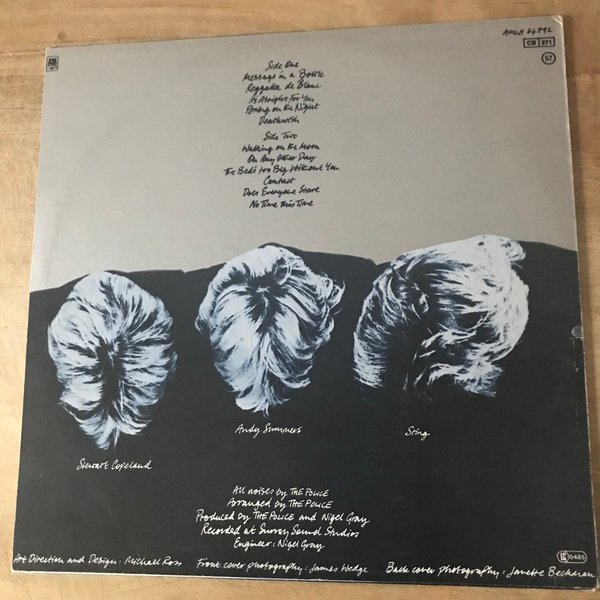 A&M
AMLH 64792
CB 271
57
Side One
Message in a Bottle
Reggatta de Blanc
It's Alright For You
Bring on the Night
Deathwish
Side Two
Walking on the Moon
On Any Other Day
The Bed's too Big Without You
Contact
Does Everyone Stare
No Time This Time
Stewart Copeland
Andy Summers
Sting
All noises by THE POLICE
Arranged by THE POLICE
Produced by THE POLICE and Nigel Gray
Recorded at Surrey Sound Studios
Engineer: Nigel Gray
Art Direction and Design: Michael Ross
Front cover photography: James Wedge
Back cover photography: Janette Beckman
LC 0485